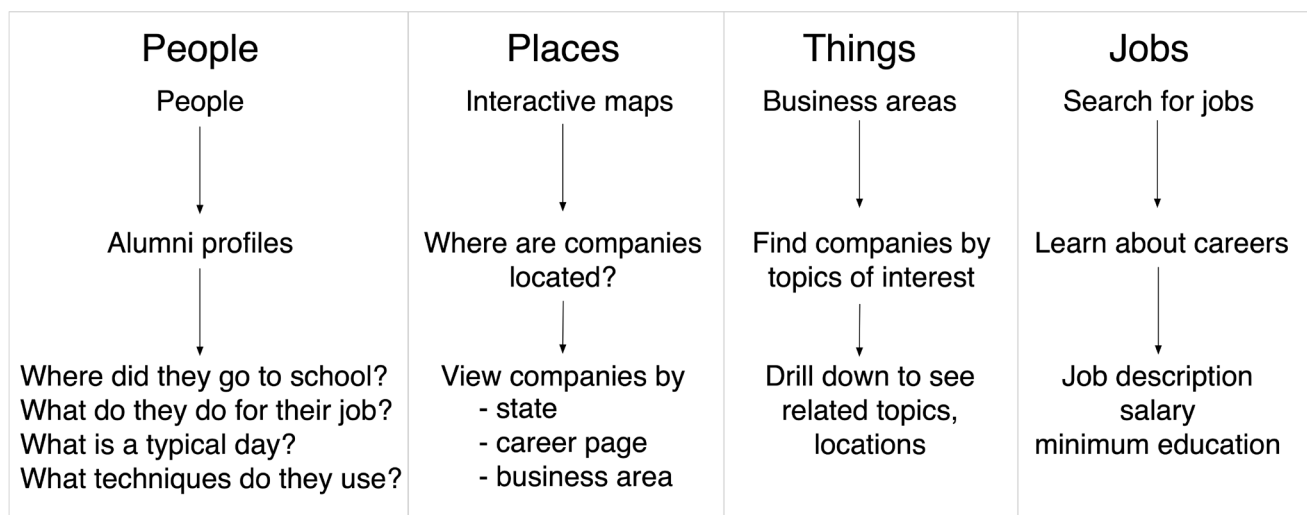 People
People
Alumni profiles
Where did they go to school?
What do they do for their job?
What is a typical day?
What techniques do they use?
Places
Interactive maps
Where are companies
located?
View companies by
- state
- career page
- business area
Things
Business areas
Find companies by
topics of interest
Drill down to see
related topics,
locations
Jobs
Search for jobs
Learn about careers
Job description
salary
minimum education